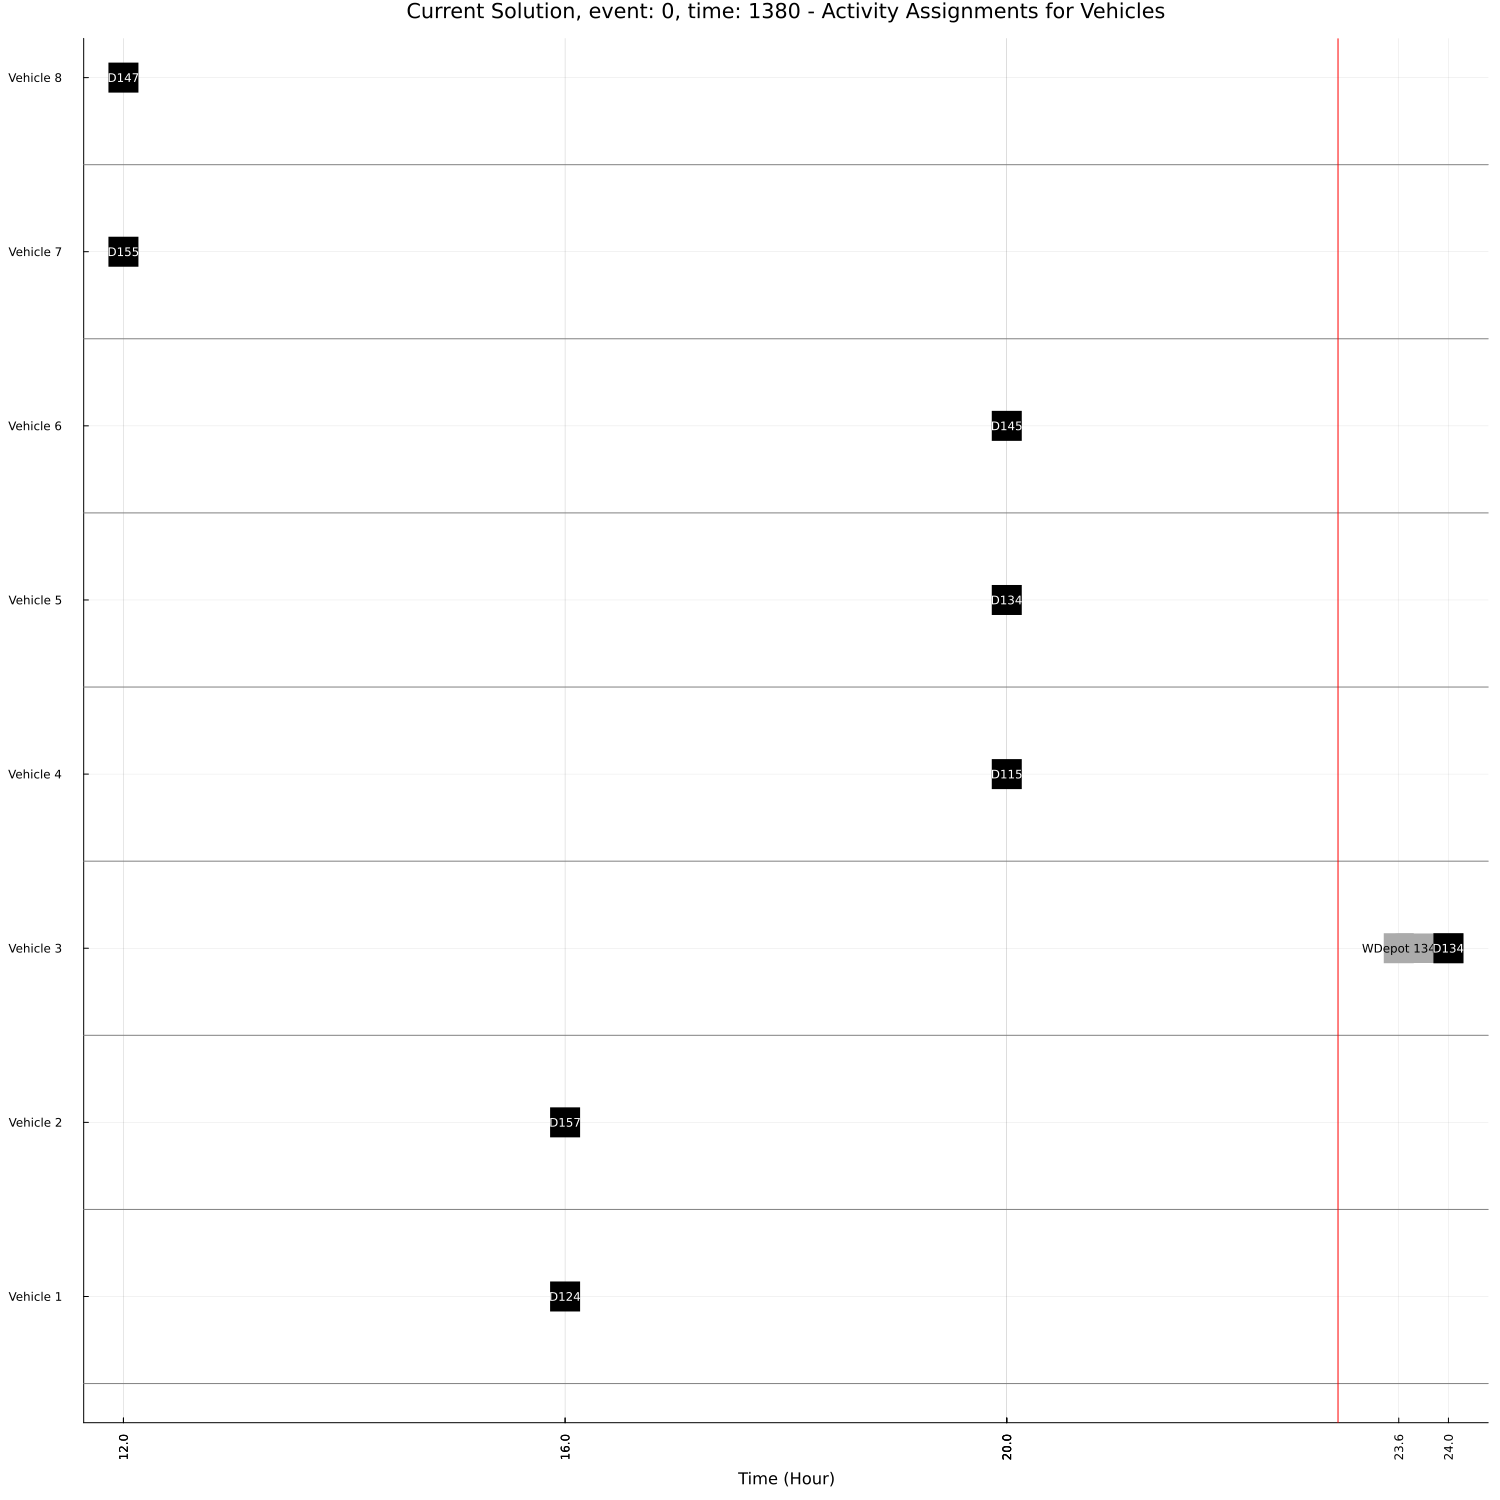 Current Solution, event: 0, time: 1380 - Activity Assignments for Vehicles
Vehicle 8
D147
Vehicle 7
D155
Vehicle 6
D145
Vehicle 5
D134
Vehicle 4
D115
Vehicle 3
WDepot 134
D134
Vehicle 2
D157
Vehicle 1
D124
12.0
16.0
20.0
23.6
24.0
Time (Hour)